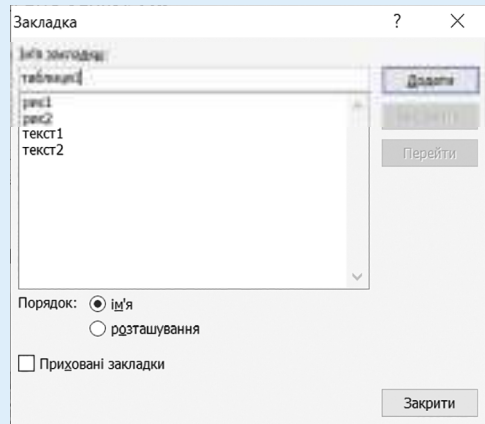 Закладка ?
Ім'я закладки:
таблиця1
Додати
рис1
рис2
текст1
текст2
Перейти
Порядок: ім'я
розташування
Приховані закладки
Закрити